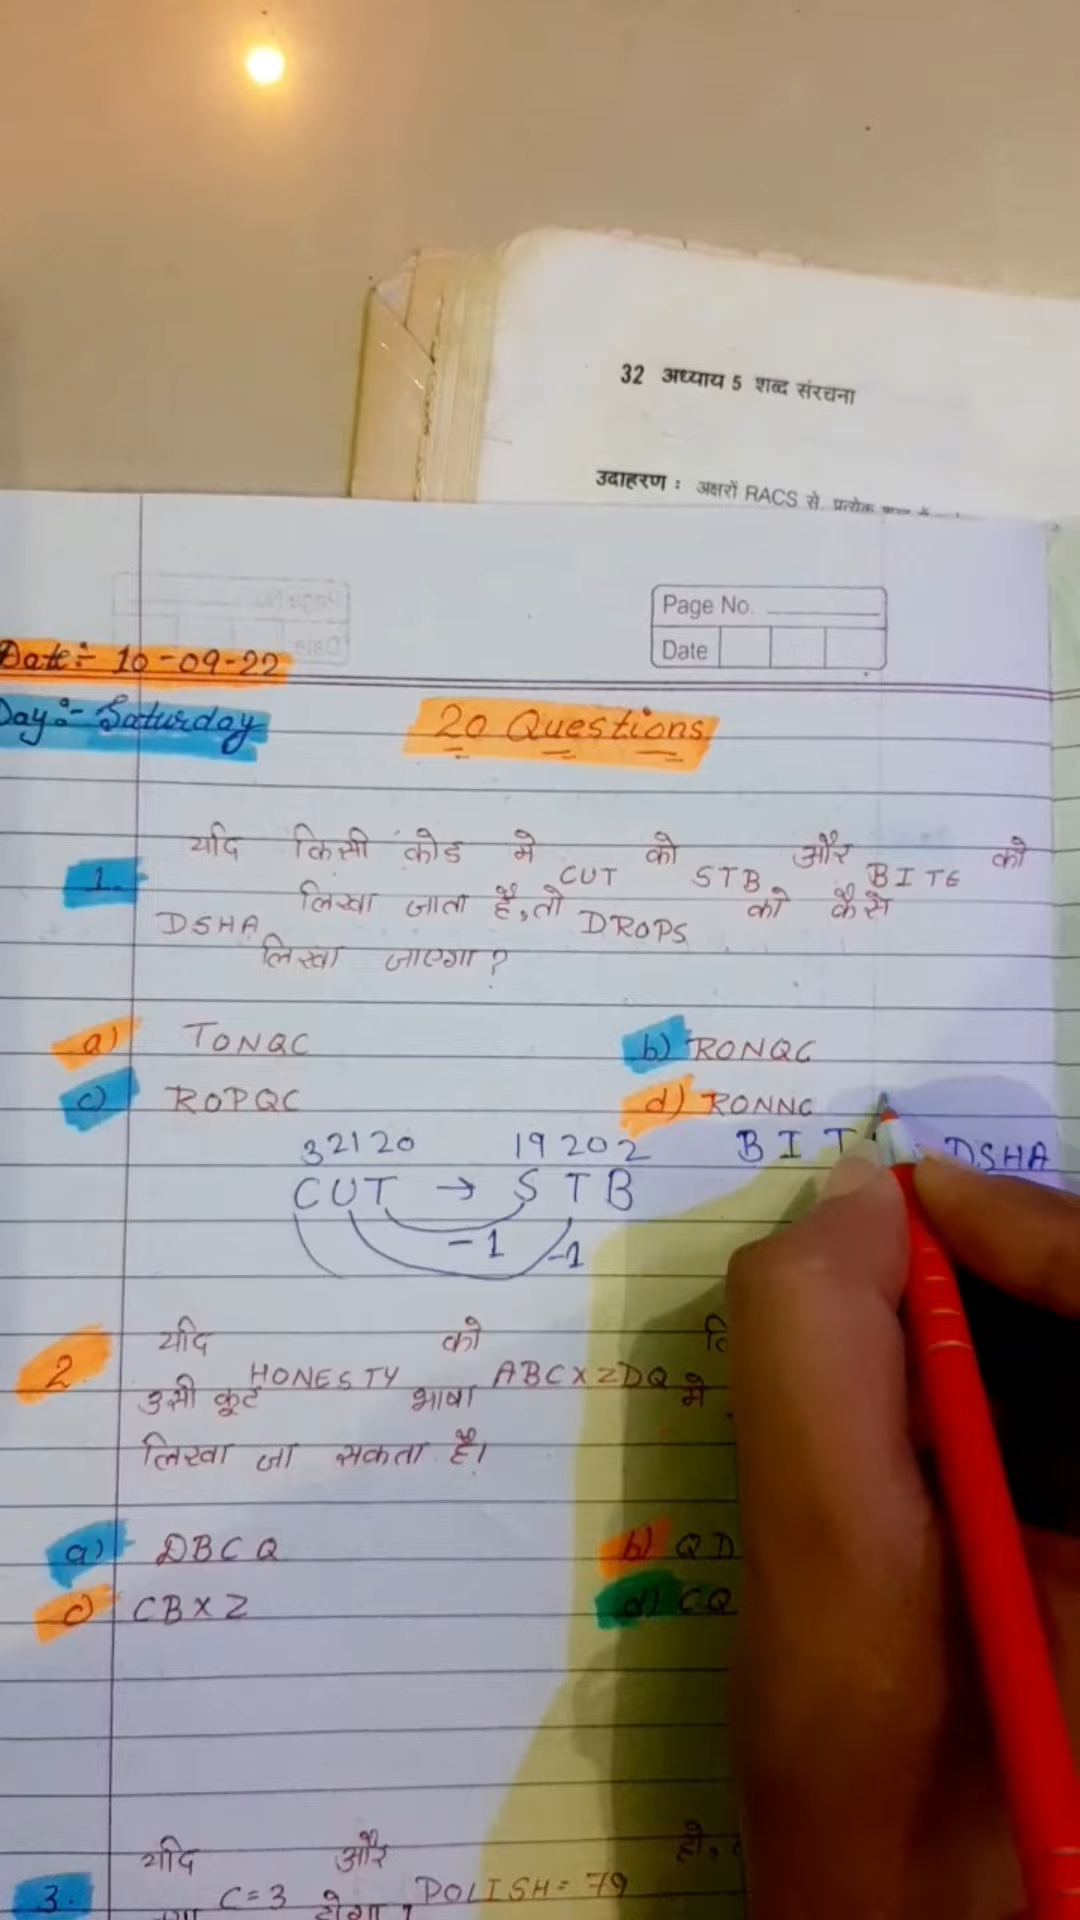 32 अध्याय 5 शब्द संरचना
उदाहरण : अक्षरों RACS से, प्रत्येक
Page No.
Date
Date:- 10-09-22
Day:- Saturday
20 Questions
1. यदि किसी कोड मे CUT को STB और BITE को
DSHA लिखा जाता है, तो DROPS को कैसे
लिखा जाएगा?
a) TONQC b) RONQC
c) ROPQC d) RONNC
32120 19202 BIT DSHA
CUT → STB
-1 -1
2 यदि HONESTY को ABCXZDQ
उसी कूट भाषा मे
लिखा जा सकता है।
a) DBCQ b) QD
c) CBXZ d) CQ
3. यदि C=3 और POLISH=79 हो,
होगा?